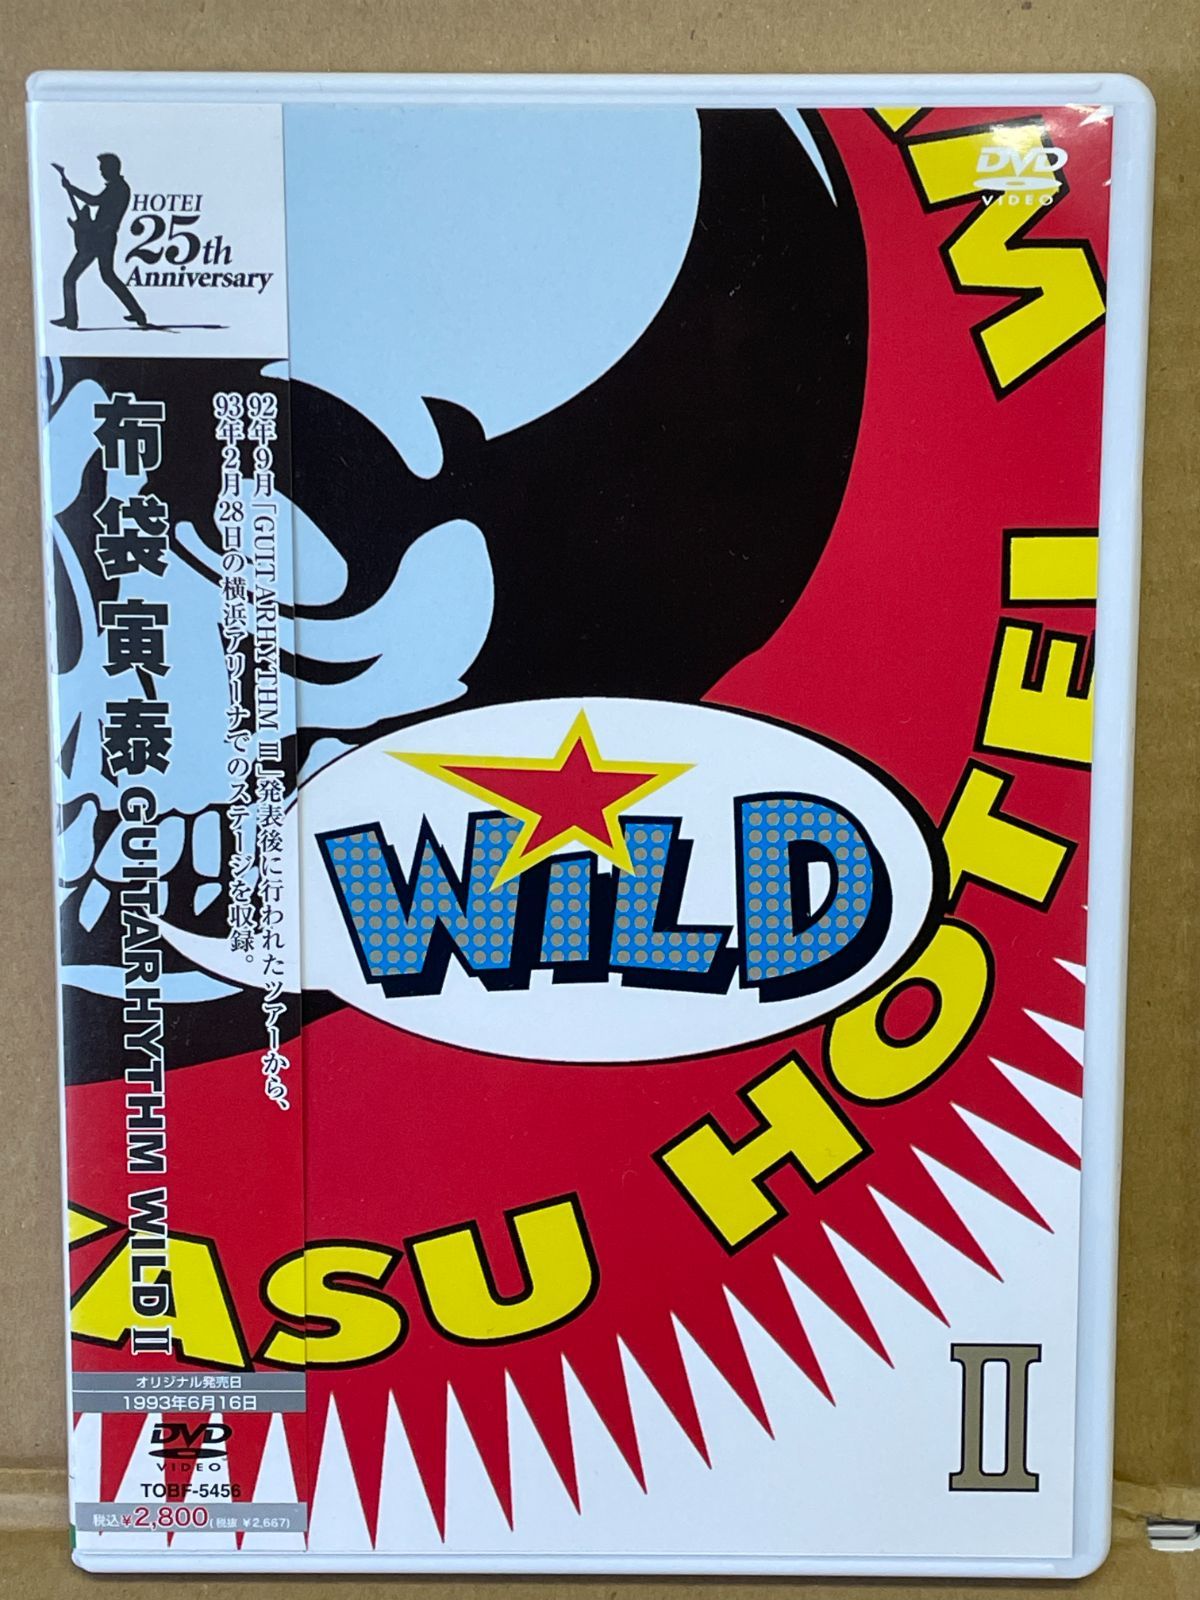 HOTEI
25th
Anniversary
92年9月「GUITARHYTHM Ⅲ」発表後に行われたツアーから、
93年2月28日の横浜アリーナでのステージを収録。
布袋寅泰 GUITARHYTHM WILD Ⅱ
オリジナル発売日
1993年6月16日
DVD
VIDEO
TOBF-5456
税込¥2,800(税抜 ¥2,667)
DVD
VIDEO
WiLD
ASU HOTEI W
Ⅱ